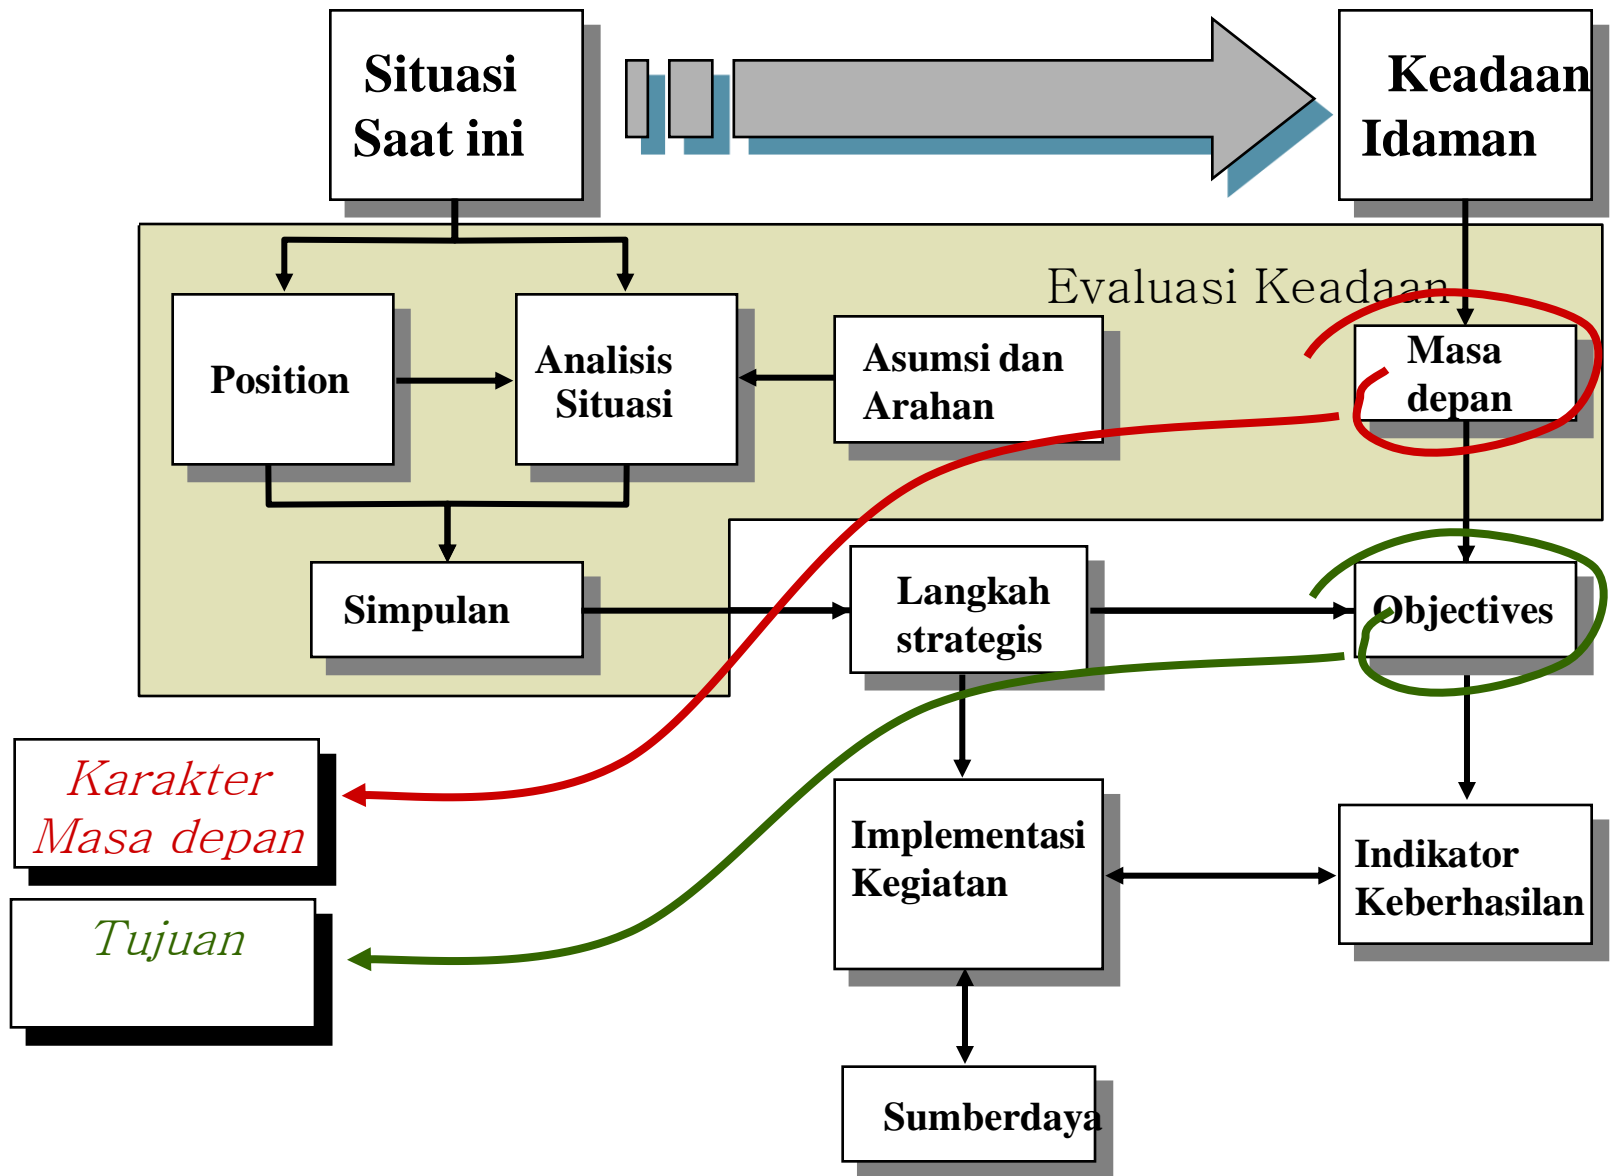 Situasi
Saat ini
Keadaan
Idaman
Evaluasi Keadaan
Position
Analisis
Situasi
Asumsi dan
Arahan
Masa
depan
Simpulan
Langkah
strategis
Objectives
Karakter
Masa depan
Tujuan
Implementasi
Kegiatan
Indikator
Keberhasilan
Sumberdaya